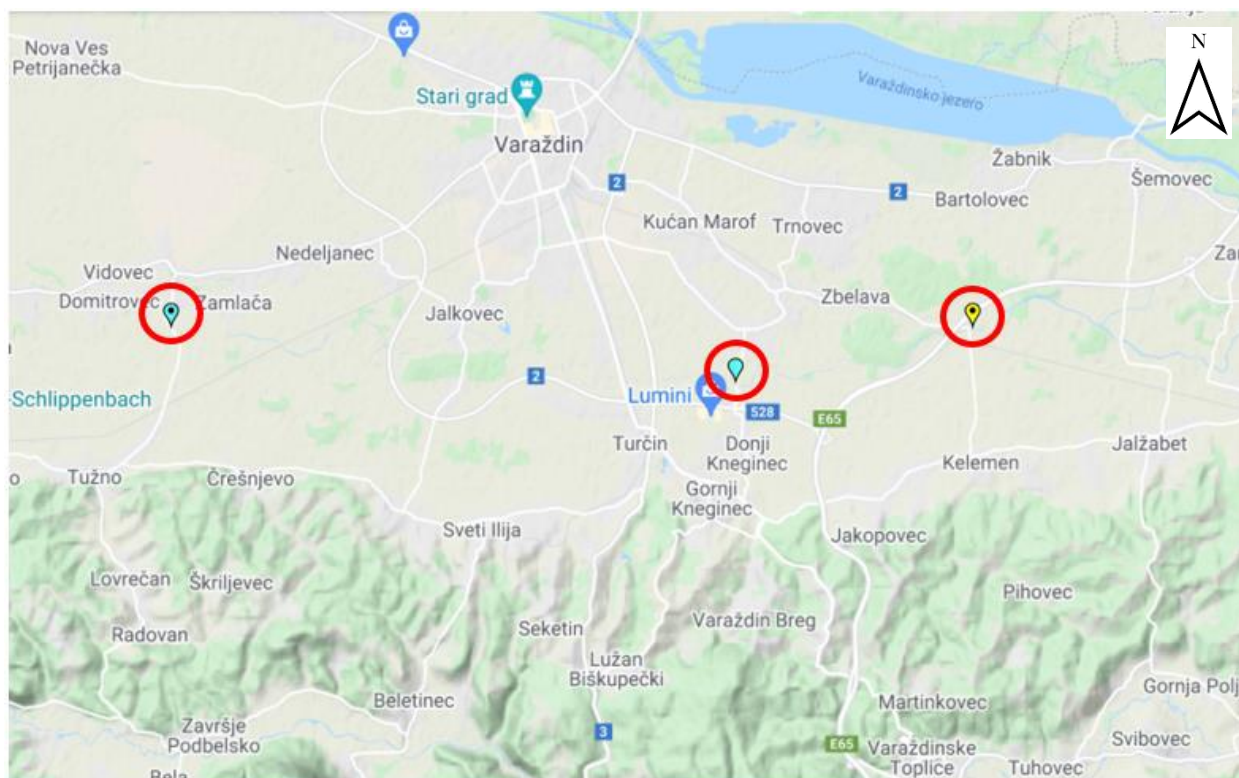 Nova Ves
Petrijanečka
N
Stari grad
Varaždin
Varaždinsko jezero
Žabnik
Šemovec
2
2
Bartolovec
Kućan Marof
Trnovec
Nedeljanec
Vidovec
Domitrovec
Zamlača
Zbelava
Jalkovec
2
Lumini
528
E65
-Schlippenbach
Turčin
Donji
Kneginec
Jalžabet
Kelemen
Tužno
Črešnjevo
Gornji
Kneginec
Sveti Ilija
Jakopovec
Lovrečan
Škriljevec
Pihovec
Radovan
Seketin
Varaždin Breg
Lužan
Biškupečki
Gornja Polj
Beletinec
Martinkovec
Završje
Podbelsko
3
E65
Varaždinske
Toplice
Svibovec
Tuhovec
Bela